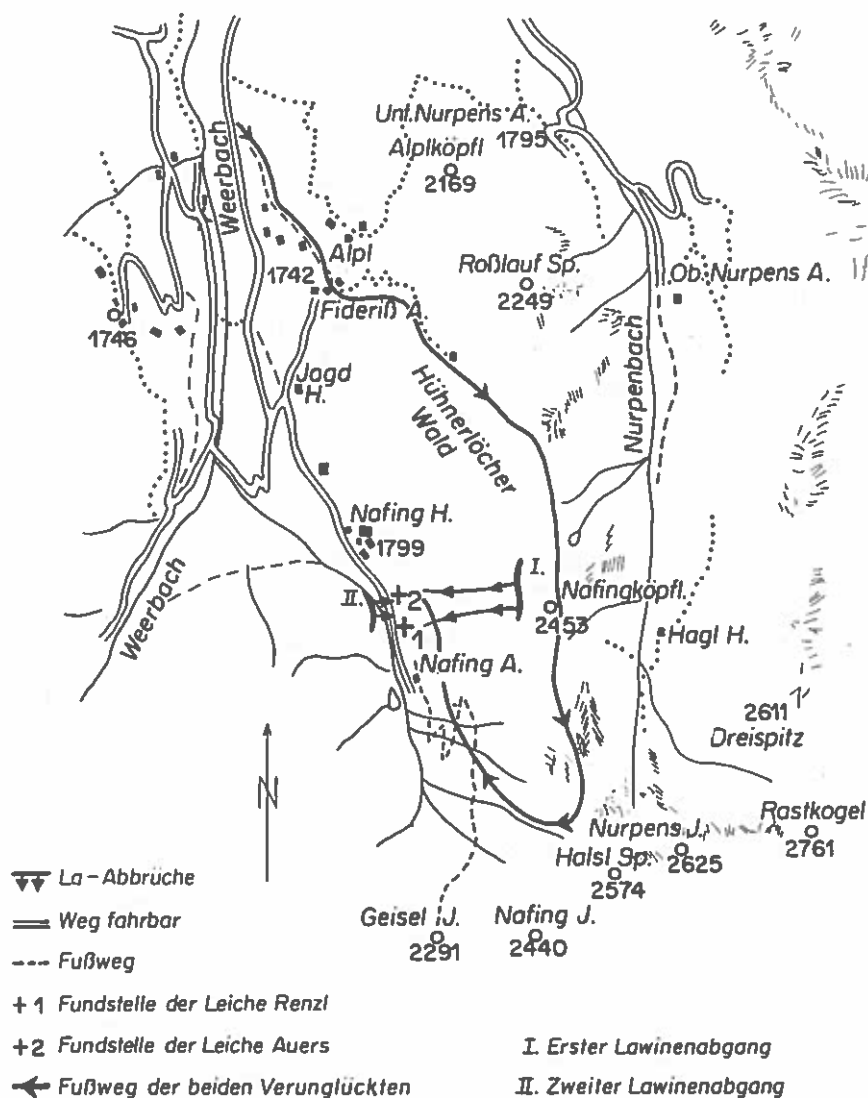 Unt. Nurpens A.
1795
Alplköpfl
2169
Weerbach
Alpl
1742
Fideriß A.
Roßlauf Sp.
2249
Ob. Nurpens A.
1746
Jagd
H.
Hühnerlöcher
Wald
Nurpenbach
Nafing H.
1799
I.
II.
+2
+1
Nafingköpfl.
2453
Weerbach
Nafing A.
Hagl H.
2611
Dreispitz
N
Nurpens J.
2625
Rastkogel
2761
Halsl Sp.
2574
Geisel J.
2291
Nafing J.
2440
La-Abbrüche
Weg fahrbar
Fußweg
+1 Fundstelle der Leiche Renzl
+2 Fundstelle der Leiche Auers
Fußweg der beiden Verunglückten
I. Erster Lawinenabgang
II. Zweiter Lawinenabgang